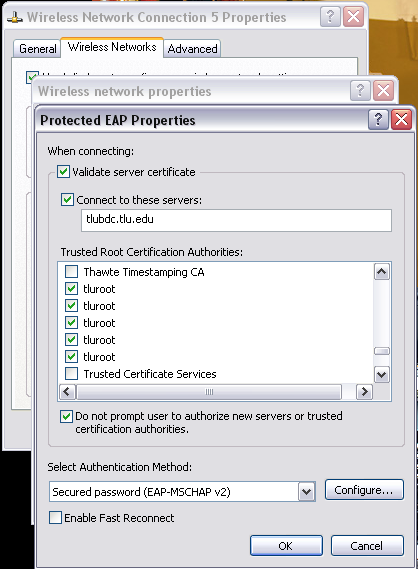 Wireless Network Connection 5 Properties
General Wireless Networks Advanced
Wireless network properties
Protected EAP Properties
When connecting:
Validate server certificate
Connect to these servers:
tlubdc.tlu.edu
Trusted Root Certification Authorities:
Thawte Timestamping CA
tluroot
tluroot
tluroot
tluroot
tluroot
Trusted Certificate Services
Do not prompt user to authorize new servers or trusted
certification authorities.
Select Authentication Method:
Secured password (EAP-MSCHAP v2)
Configure...
Enable Fast Reconnect
OK Cancel